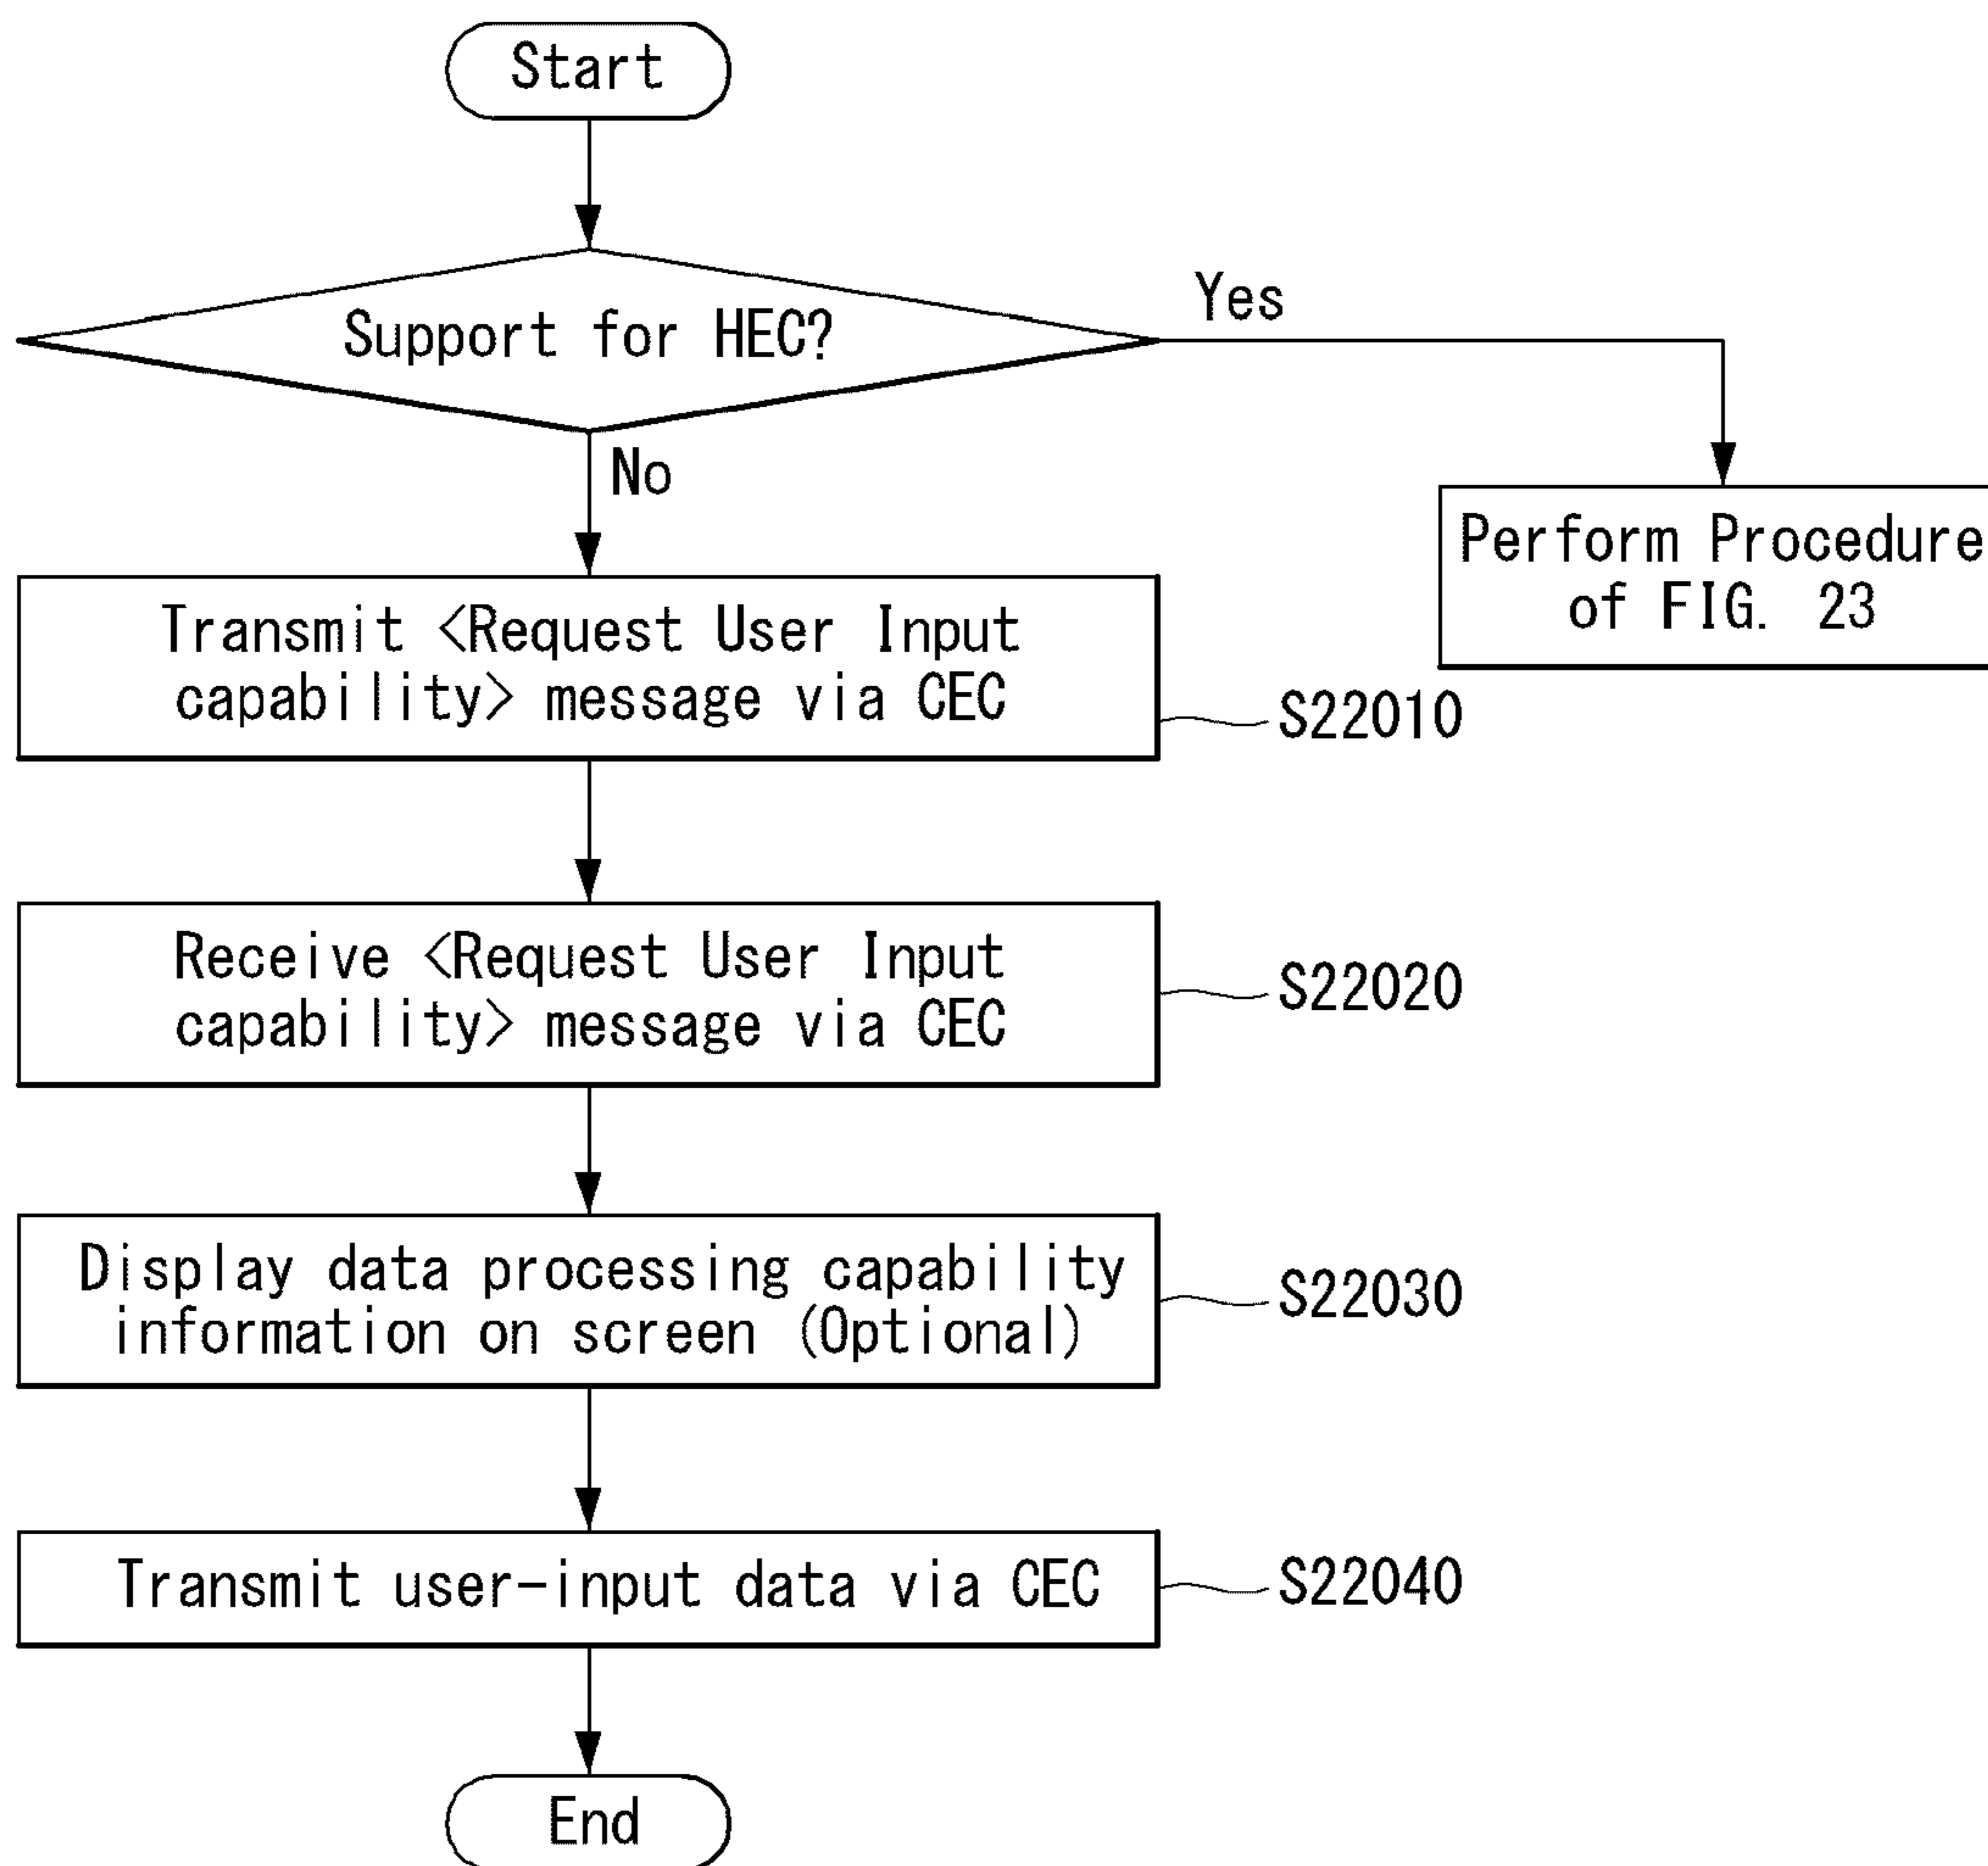 Start
Support for HEC?
Yes
No
Perform Procedure
of FIG. 23
Transmit <Request User Input
capability> message via CEC
S22010
Receive <Request User Input
capability> message via CEC
S22020
Display data processing capability
information on screen (Optional)
S22030
Transmit user-input data via CEC
S22040
End